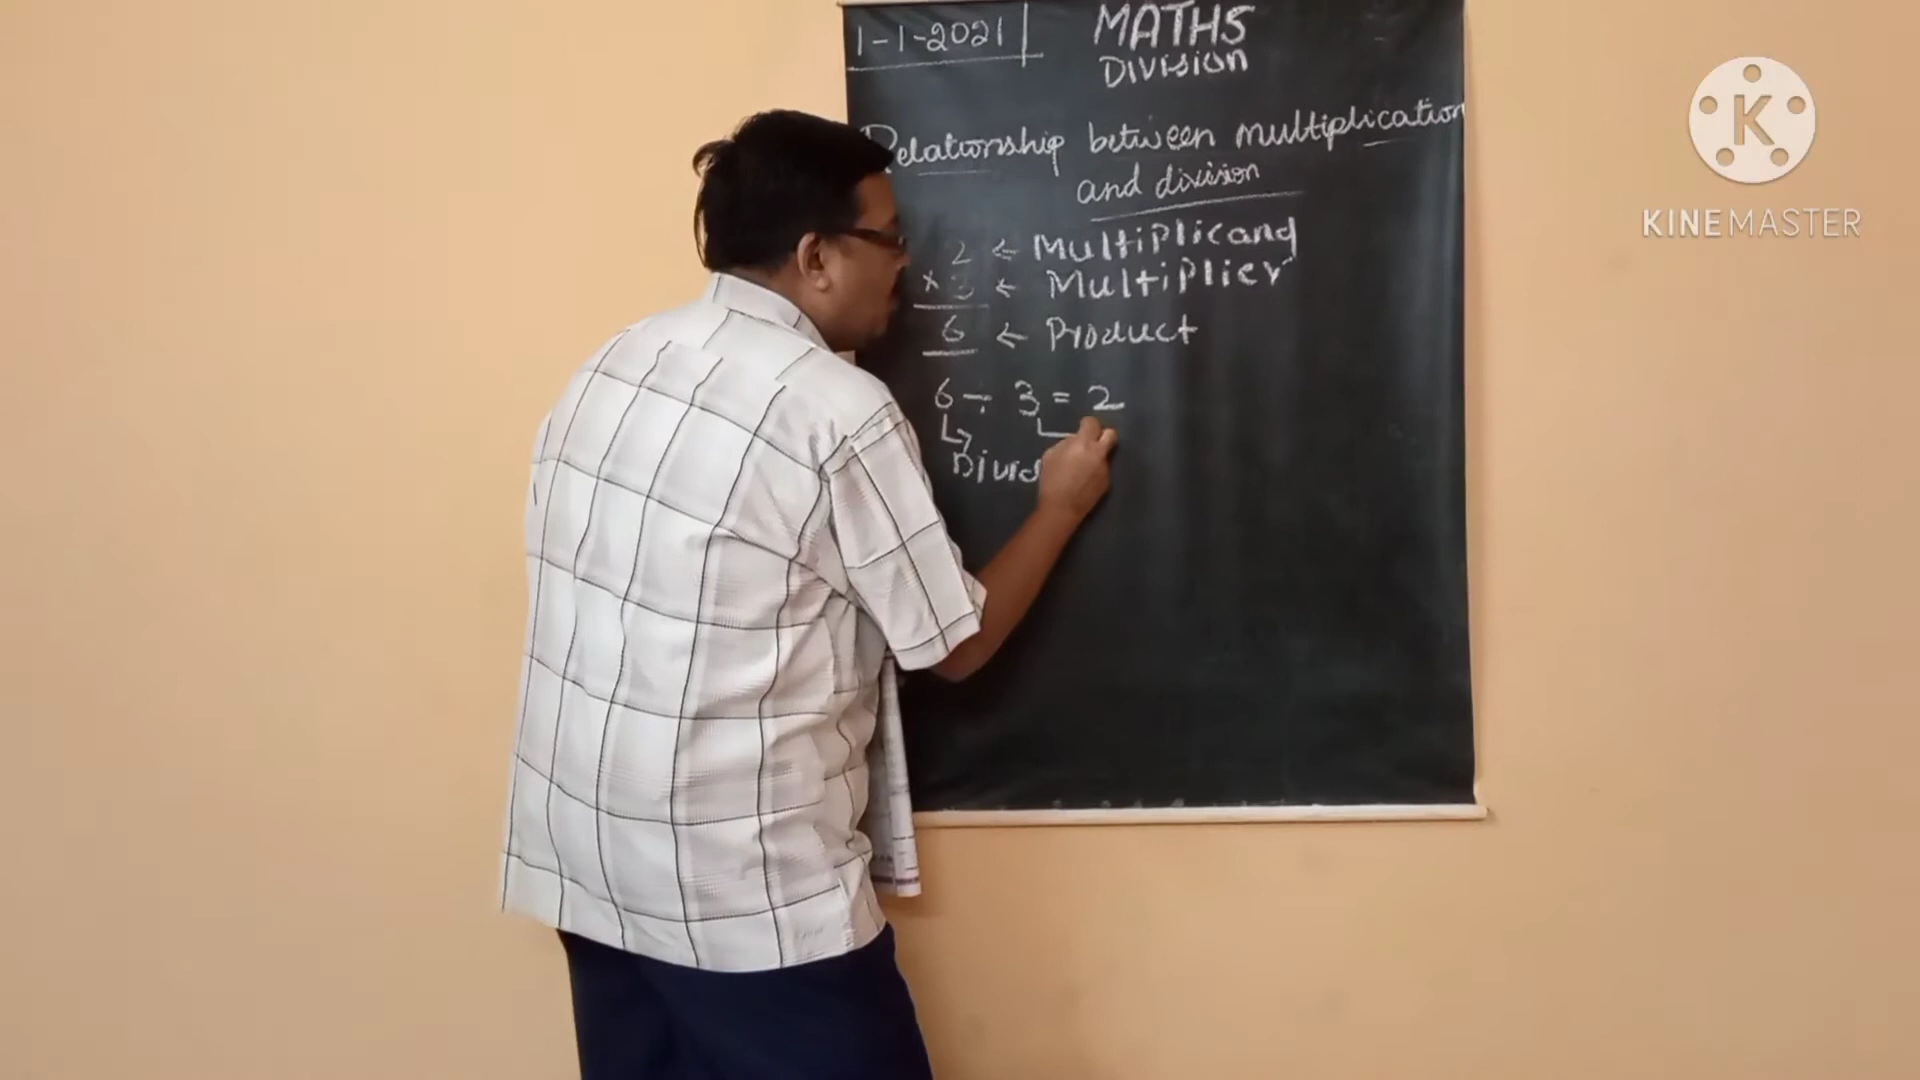 1-1-2021
MATHS
Division
Relationship between multiplication
and division
2 ← Multiplicand
× 3 ← Multiplier
6 ← Product
6 ÷ 3 = 2
K
KINEMASTER